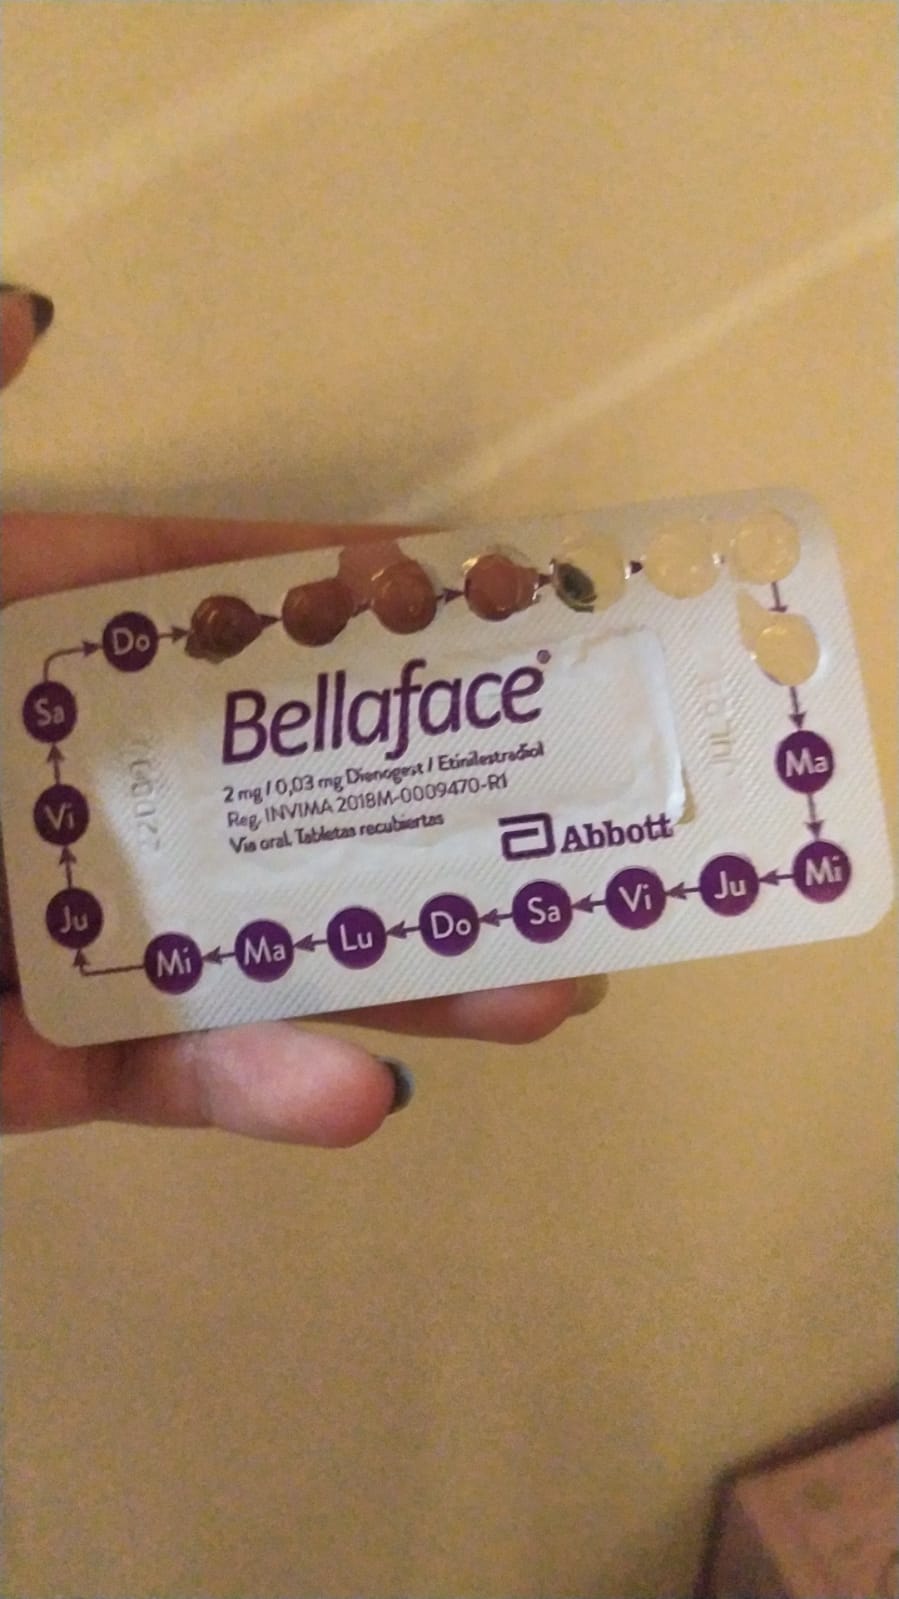 Do
Sa
Vi
Ju
Bellaface®
2 mg / 0,03 mg Dienogest / Etinilestradiol
Reg. INVIMA 2018M-0009470-R1
Vía oral. Tabletas recubiertas
Abbott
Ma
Mi
Ju
Vi
Sa
Do
Lu
Ma
Mi